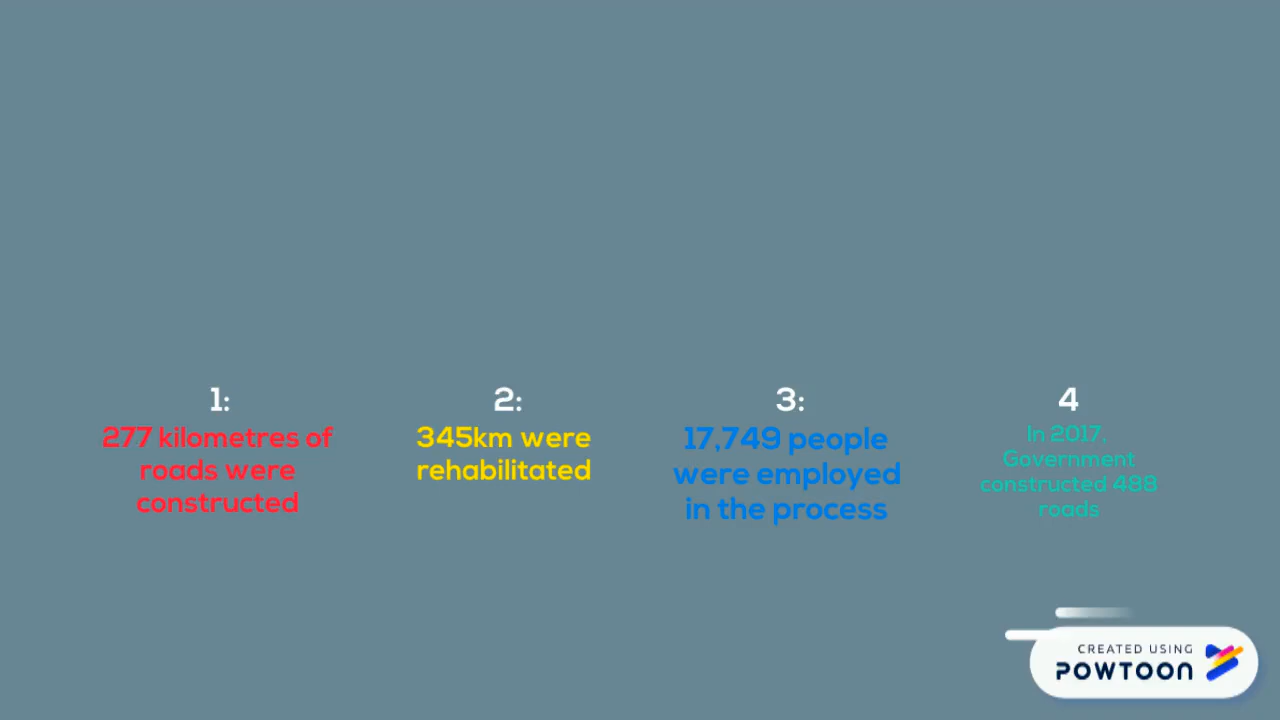 1:
277 kilometres of
roads were
constructed
2:
345km were
rehabilitated
3:
17,749 people
were employed
in the process
4
In 2017,
Government
constructed 488
roads
CREATED USING
POWTOON